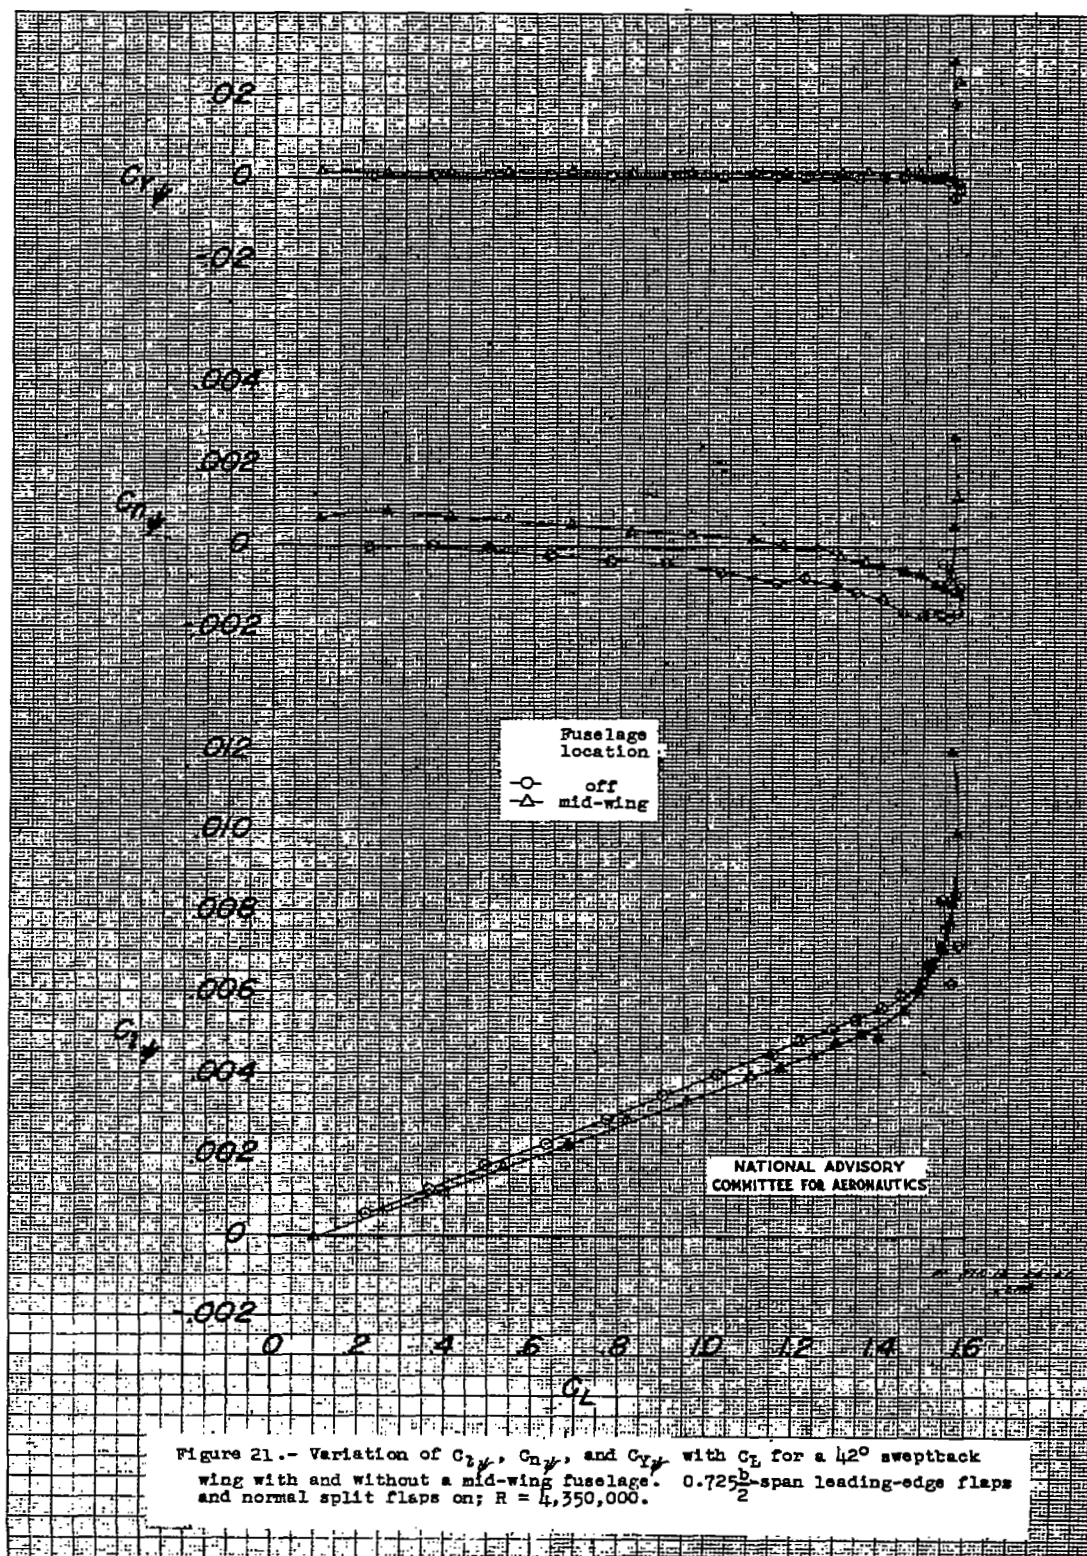 .02
CYψ 0
-.02
.004
.002
Cnψ
0
-.002
Fuselage
location
off
mid-wing
.012
.010
.008
.006
Clψ
.004
.002
NATIONAL ADVISORY
COMMITTEE FOR AERONAUTICS
0
-.002
0 .2 .4 .6 .8 1.0 1.2 1.4 1.6
CL
Figure 21.- Variation of Clψ, Cnψ, and CYψ with CL for a 42° sweptback
wing with and without a mid-wing fuselage. 0.725b/2-span leading-edge flaps
and normal split flaps on; R = 4,350,000.